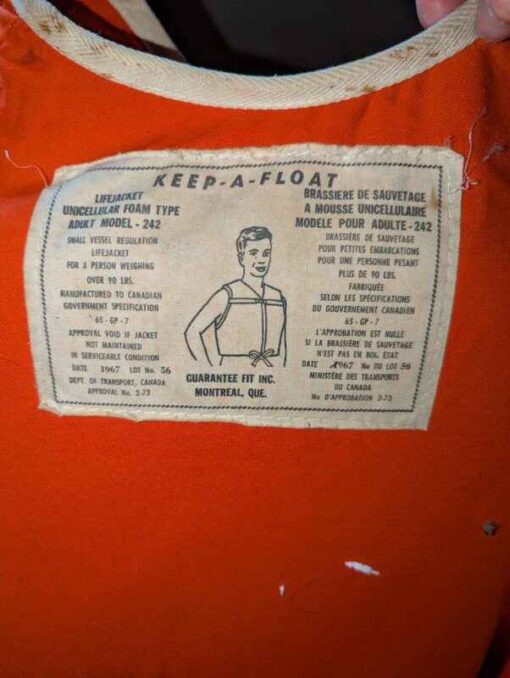 KEEP-A-FLOAT
LIFEJACKET
UNICELLULAR FOAM TYPE
ADULT MODEL - 242
SMALL VESSEL REGULATION
LIFEJACKET
FOR A PERSON WEIGHING
OVER 90 LBS.
MANUFACTURED TO CANADIAN
GOVERNMENT SPECIFICATION
65 - GP - 7
APPROVAL VOID IF JACKET
NOT MAINTAINED
IN SERVICEABLE CONDITION
DATE 1967 LOT No. 36
DEPT. OF TRANSPORT, CANADA
APPROVAL No. 2-73
GUARANTEE FIT INC.
MONTREAL, QUE.
BRASSIERE DE SAUVETAGE
A MOUSSE UNICELLULAIRE
MODELE POUR ADULTE - 242
BRASSIÈRE DE SAUVETAGE
POUR PETITES EMBARCATIONS
POUR UNE PERSONNE PESANT
PLUS DE 90 LBS.
FABRIQUÉE
SELON LES SPÉCIFICATIONS
DU GOUVERNEMENT CANADIEN
65 - GP - 7
L'APPROBATION EST NULLE
SI LA BRASSIÈRE DE SAUVETAGE
N'EST PAS EN BON. ÉTAT
DATE 1967 No DU LOT 36
MINISTÈRE DES TRANSPORTS
DU CANADA
No D'APPROBATION 2-73